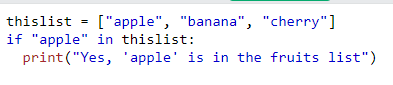 thislist = ["apple", "banana", "cherry"]
if "apple" in thislist:
  print("Yes, 'apple' is in the fruits list")